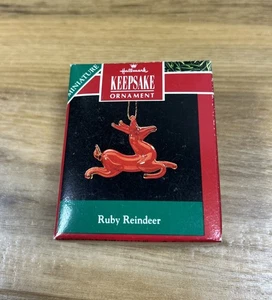 MINIATURE
Hallmark
KEEPSAKE
ORNAMENT
Ruby Reindeer